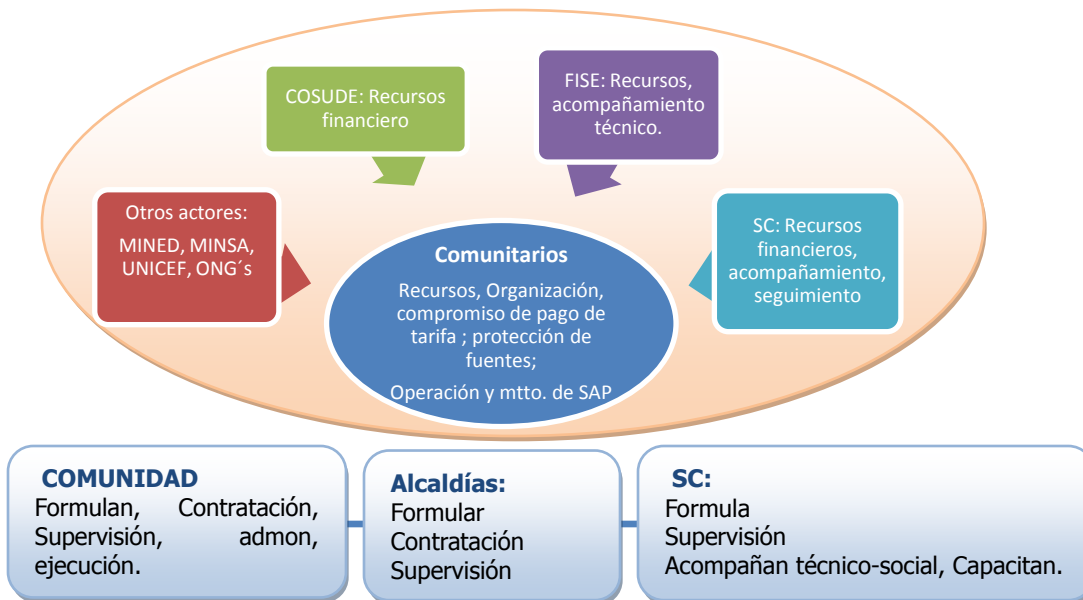 COSUDE: Recursos
financiero
FISE: Recursos,
acompañamiento
técnico.
Otros actores:
MINED, MINSA,
UNICEF, ONG´s
SC: Recursos
financieros,
acompañamiento,
seguimiento
Comunitarios
Recursos, Organización,
compromiso de pago de
tarifa ; protección de
fuentes;
Operación y mtto. de SAP
COMUNIDAD
Formulan, Contratación,
Supervisión, admon,
ejecución.
Alcaldías:
Formular
Contratación
Supervisión
SC:
Formula
Supervisión
Acompañan técnico-social, Capacitan.